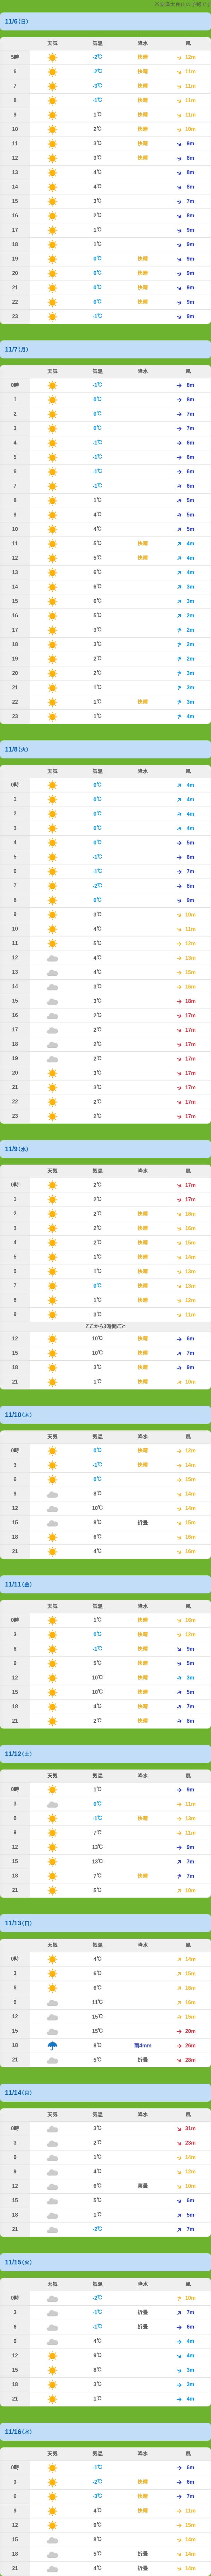 11/6(日)
天気 気温 降水 風
5時 -2℃ 快晴 12m
6 -2℃ 快晴 11m
7 -3℃ 快晴 11m
8 -1℃ 快晴 11m
9 1℃ 快晴 11m
10 2℃ 快晴 10m
11 3℃ 快晴 9m
12 3℃ 快晴 8m
13 4℃ 8m
14 4℃ 8m
15 3℃ 7m
16 2℃ 8m
17 1℃ 9m
18 1℃ 9m
19 0℃ 快晴 9m
20 0℃ 快晴 9m
21 0℃ 快晴 9m
22 0℃ 快晴 9m
23 -1℃ 9m
11/7(月)
天気 気温 降水 風
0時 -1℃ 8m
1 0℃ 8m
2 0℃ 7m
3 0℃ 7m
4 -1℃ 6m
5 -1℃ 6m
6 -1℃ 6m
7 -1℃ 6m
8 1℃ 5m
9 4℃ 5m
10 4℃ 5m
11 5℃ 快晴 4m
12 5℃ 快晴 4m
13 6℃ 4m
14 6℃ 3m
15 6℃ 3m
16 5℃ 2m
17 3℃ 2m
18 3℃ 2m
19 2℃ 2m
20 2℃ 3m
21 1℃ 3m
22 1℃ 快晴 3m
23 1℃ 4m
11/8(火)
天気 気温 降水 風
0時 0℃ 4m
1 0℃ 4m
2 0℃ 4m
3 0℃ 4m
4 0℃ 5m
5 -1℃ 6m
6 -1℃ 7m
7 -2℃ 8m
8 0℃ 9m
9 3℃ 10m
10 4℃ 11m
11 5℃ 12m
12 4℃ 13m
13 4℃ 15m
14 3℃ 16m
15 3℃ 18m
16 2℃ 17m
17 2℃ 17m
18 2℃ 17m
19 2℃ 17m
20 3℃ 17m
21 3℃ 17m
22 2℃ 17m
23 2℃ 17m
11/9(水)
天気 気温 降水 風
0時 2℃ 17m
1 2℃ 17m
2 2℃ 快晴 16m
3 2℃ 快晴 16m
4 2℃ 快晴 15m
5 1℃ 快晴 14m
6 1℃ 快晴 13m
7 0℃ 快晴 13m
8 1℃ 快晴 12m
9 3℃ 11m
ここから3時間ごと
12 10℃ 快晴 6m
15 10℃ 快晴 7m
18 3℃ 快晴 9m
21 1℃ 快晴 10m
11/10(木)
天気 気温 降水 風
0時 0℃ 快晴 12m
3 -1℃ 快晴 14m
6 0℃ 15m
9 8℃ 14m
12 10℃ 14m
15 8℃ 15m
18 6℃ 16m
21 4℃ 16m
11/11(金)
天気 気温 降水 風
0時 1℃ 快晴 16m
3 0℃ 快晴 12m
6 -1℃ 快晴 9m
9 5℃ 快晴 5m
12 10℃ 快晴 3m
15 10℃ 快晴 5m
18 4℃ 快晴 7m
21 2℃ 快晴 8m
11/12(土)
天気 気温 降水 風
0時 1℃ 9m
3 0℃ 11m
6 -1℃ 快晴 13m
9 7℃ 11m
12 13℃ 9m
15 13℃ 7m
18 7℃ 快晴 7m
21 5℃ 10m
11/13(日)
天気 気温 降水 風
0時 4℃ 14m
3 6℃ 15m
6 6℃ 16m
9 11℃ 15m
12 15℃ 15m
15 15℃ 20m
18 8℃ 雨4mm 26m
21 5℃ 28m
11/14(月)
天気 気温 降水 風
0時 3℃ 31m
3 2℃ 23m
6 1℃ 14m
9 4℃ 12m
12 6℃ 薄曇 10m
15 5℃ 6m
18 1℃ 5m
21 -2℃ 7m
11/15(火)
天気 気温 降水 風
0時 -2℃ 10m
3 -1℃ 7m
6 -1℃ 6m
9 4℃ 4m
12 9℃ 4m
15 8℃ 3m
18 3℃ 3m
21 1℃ 4m
11/16(水)
天気 気温 降水 風
0時 -1℃ 6m
3 -2℃ 快晴 6m
6 -3℃ 快晴 7m
9 4℃ 快晴 11m
12 9℃ 15m
15 8℃ 14m
18 5℃ 14m
21 4℃ 14m